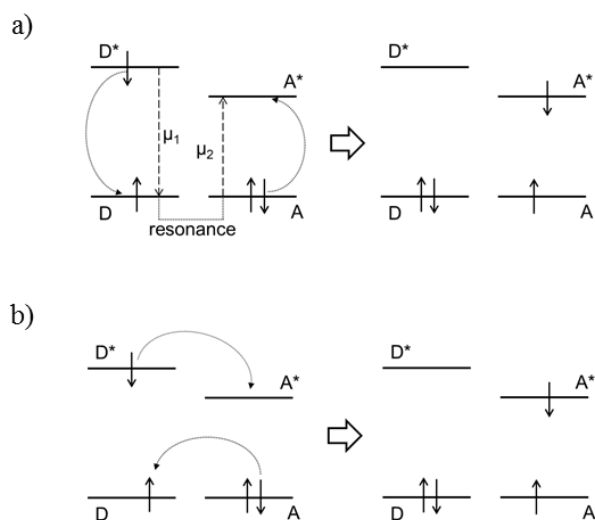 a)
D* D*
A* A*
μ1 μ2
D A D A
resonance
b)
D* D*
A* A*
D A D A